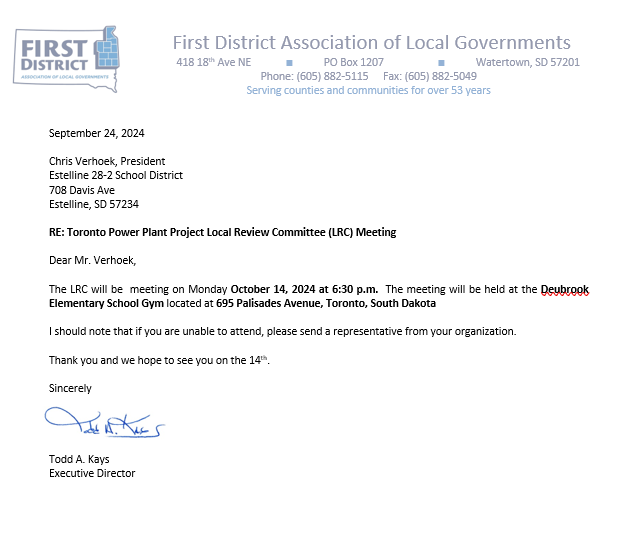 FIRST
DISTRICT
ASSOCIATION OF LOCAL GOVERNMENTS
First District Association of Local Governments
418 18th Ave NE ■ PO Box 1207 ■ Watertown, SD 57201
Phone: (605) 882-5115 Fax: (605) 882-5049
Serving counties and communities for over 53 years
September 24, 2024
Chris Verhoek, President
Estelline 28-2 School District
708 Davis Ave
Estelline, SD 57234
RE: Toronto Power Plant Project Local Review Committee (LRC) Meeting
Dear Mr. Verhoek,
The LRC will be  meeting on Monday October 14, 2024 at 6:30 p.m.  The meeting will be held at the Deubrook
Elementary School Gym located at 695 Palisades Avenue, Toronto, South Dakota
I should note that if you are unable to attend, please send a representative from your organization.
Thank you and we hope to see you on the 14th.
Sincerely
Todd A. Kays
Todd A. Kays
Executive Director